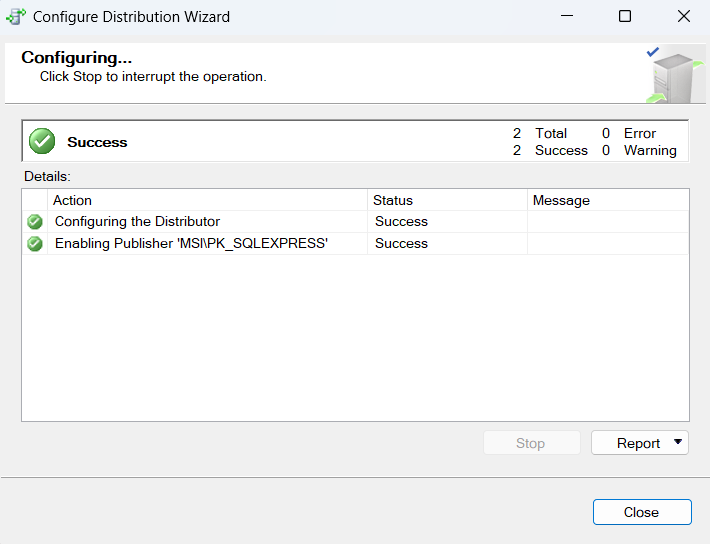 Configure Distribution Wizard
Configuring...
Click Stop to interrupt the operation.
Success
2 Total 0 Error
2 Success 0 Warning
Details:
Action Status Message
Configuring the Distributor Success
Enabling Publisher 'MSI\PK_SQLEXPRESS' Success
Stop Report
Close